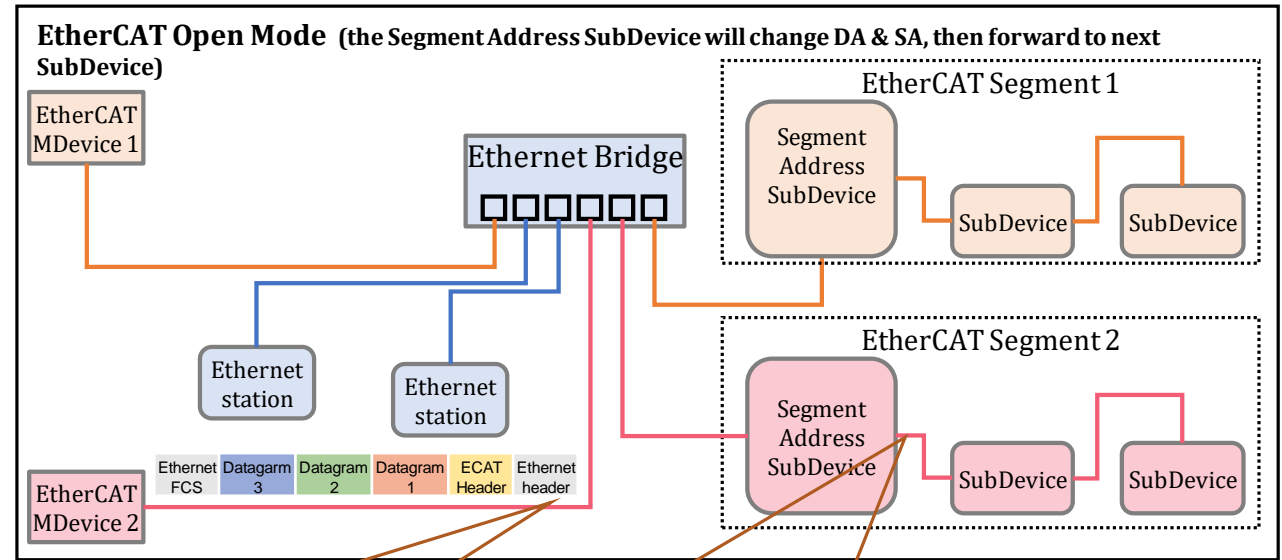 EtherCAT Open Mode (the Segment Address SubDevice will change DA & SA, then forward to next
SubDevice)
EtherCAT
MDevice 1
Ethernet Bridge
EtherCAT Segment 1
Segment
Address
SubDevice
SubDevice
SubDevice
Ethernet
station
Ethernet
station
EtherCAT Segment 2
Segment
Address
SubDevice
SubDevice
SubDevice
EtherCAT
MDevice 2
Ethernet
FCS
Datagarm
3
Datagram
2
Datagram
1
ECAT
Header
Ethernet
header